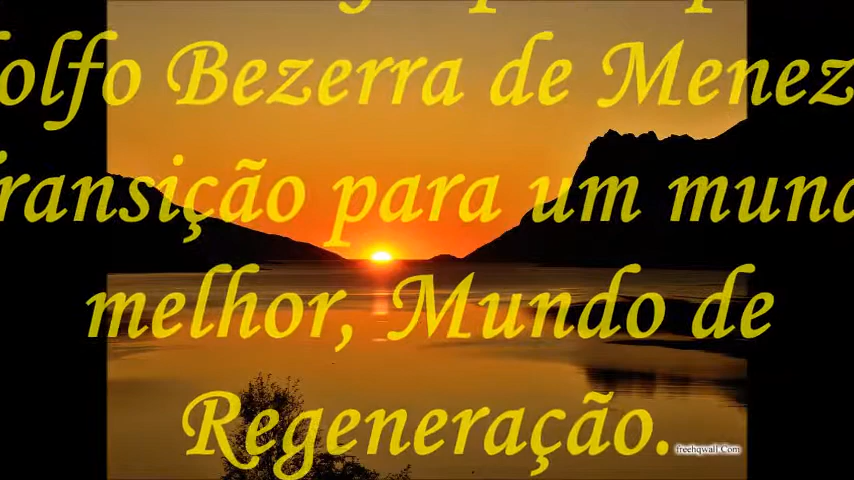 olfo Bezerra de Menez
ransição para um mund
melhor, Mundo de
Regeneração.
freehqwall.Com